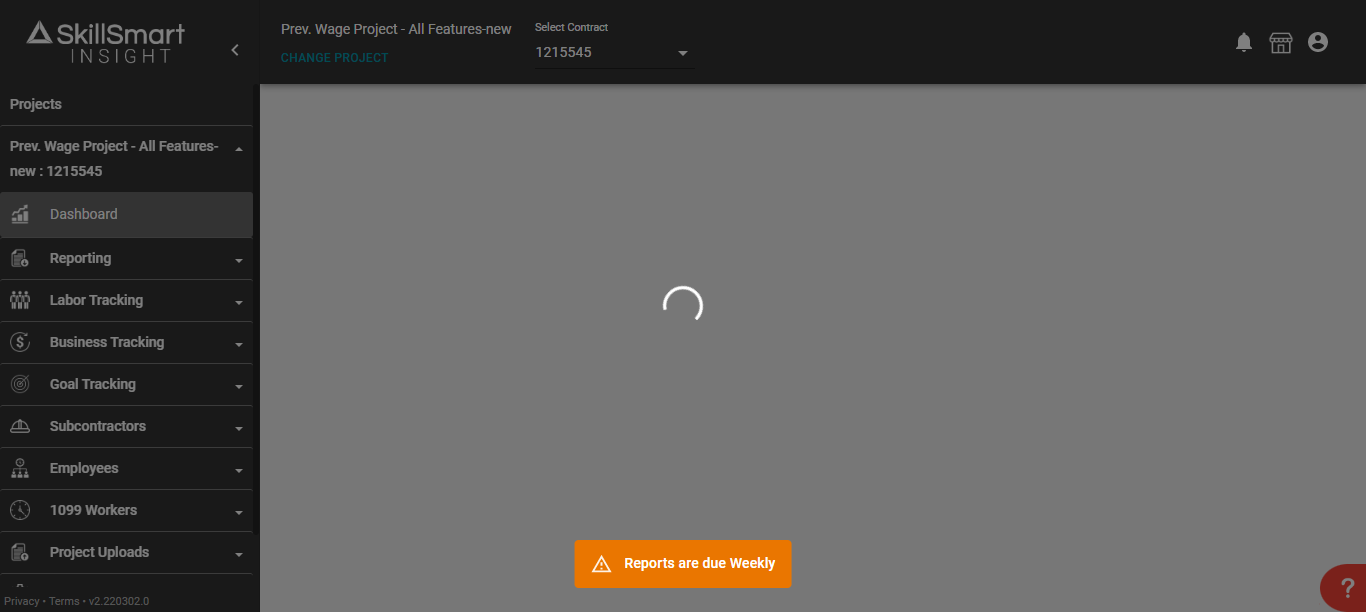 SkillSmart
INSIGHT
Prev. Wage Project - All Features-new
CHANGE PROJECT
Select Contract
1215545
Projects
Prev. Wage Project - All Features-
new : 1215545
Dashboard
Reporting
Labor Tracking
Business Tracking
Goal Tracking
Subcontractors
Employees
1099 Workers
Project Uploads
Privacy • Terms • v2.220302.0
Reports are due Weekly
?